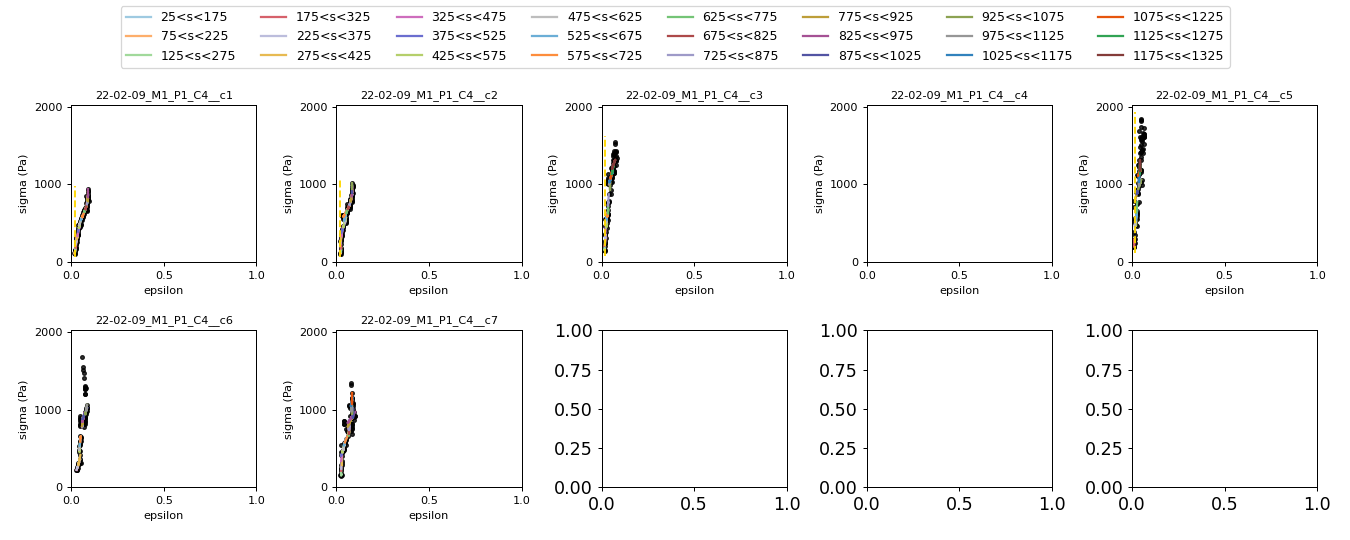 25<s<175 175<s<325 325<s<475 475<s<625 625<s<775 775<s<925 925<s<1075 1075<s<1225
75<s<225 225<s<375 375<s<525 525<s<675 675<s<825 825<s<975 975<s<1125 1125<s<1275
125<s<275 275<s<425 425<s<575 575<s<725 725<s<875 875<s<1025 1025<s<1175 1175<s<1325
22-02-09_M1_P1_C4__c1
2000
1000
0
sigma (Pa)
0.0 0.5 1.0
epsilon
22-02-09_M1_P1_C4__c2
2000
1000
0
sigma (Pa)
0.0 0.5 1.0
epsilon
22-02-09_M1_P1_C4__c3
2000
1000
0
sigma (Pa)
0.0 0.5 1.0
epsilon
22-02-09_M1_P1_C4__c4
2000
1000
0
sigma (Pa)
0.0 0.5 1.0
epsilon
22-02-09_M1_P1_C4__c5
2000
1000
0
sigma (Pa)
0.0 0.5 1.0
epsilon
22-02-09_M1_P1_C4__c6
2000
1000
0
sigma (Pa)
0.0 0.5 1.0
epsilon
22-02-09_M1_P1_C4__c7
2000
1000
0
sigma (Pa)
0.0 0.5 1.0
epsilon
1.00
0.75
0.50
0.25
0.00
0.0 0.5 1.0
1.00
0.75
0.50
0.25
0.00
0.0 0.5 1.0
1.00
0.75
0.50
0.25
0.00
0.0 0.5 1.0